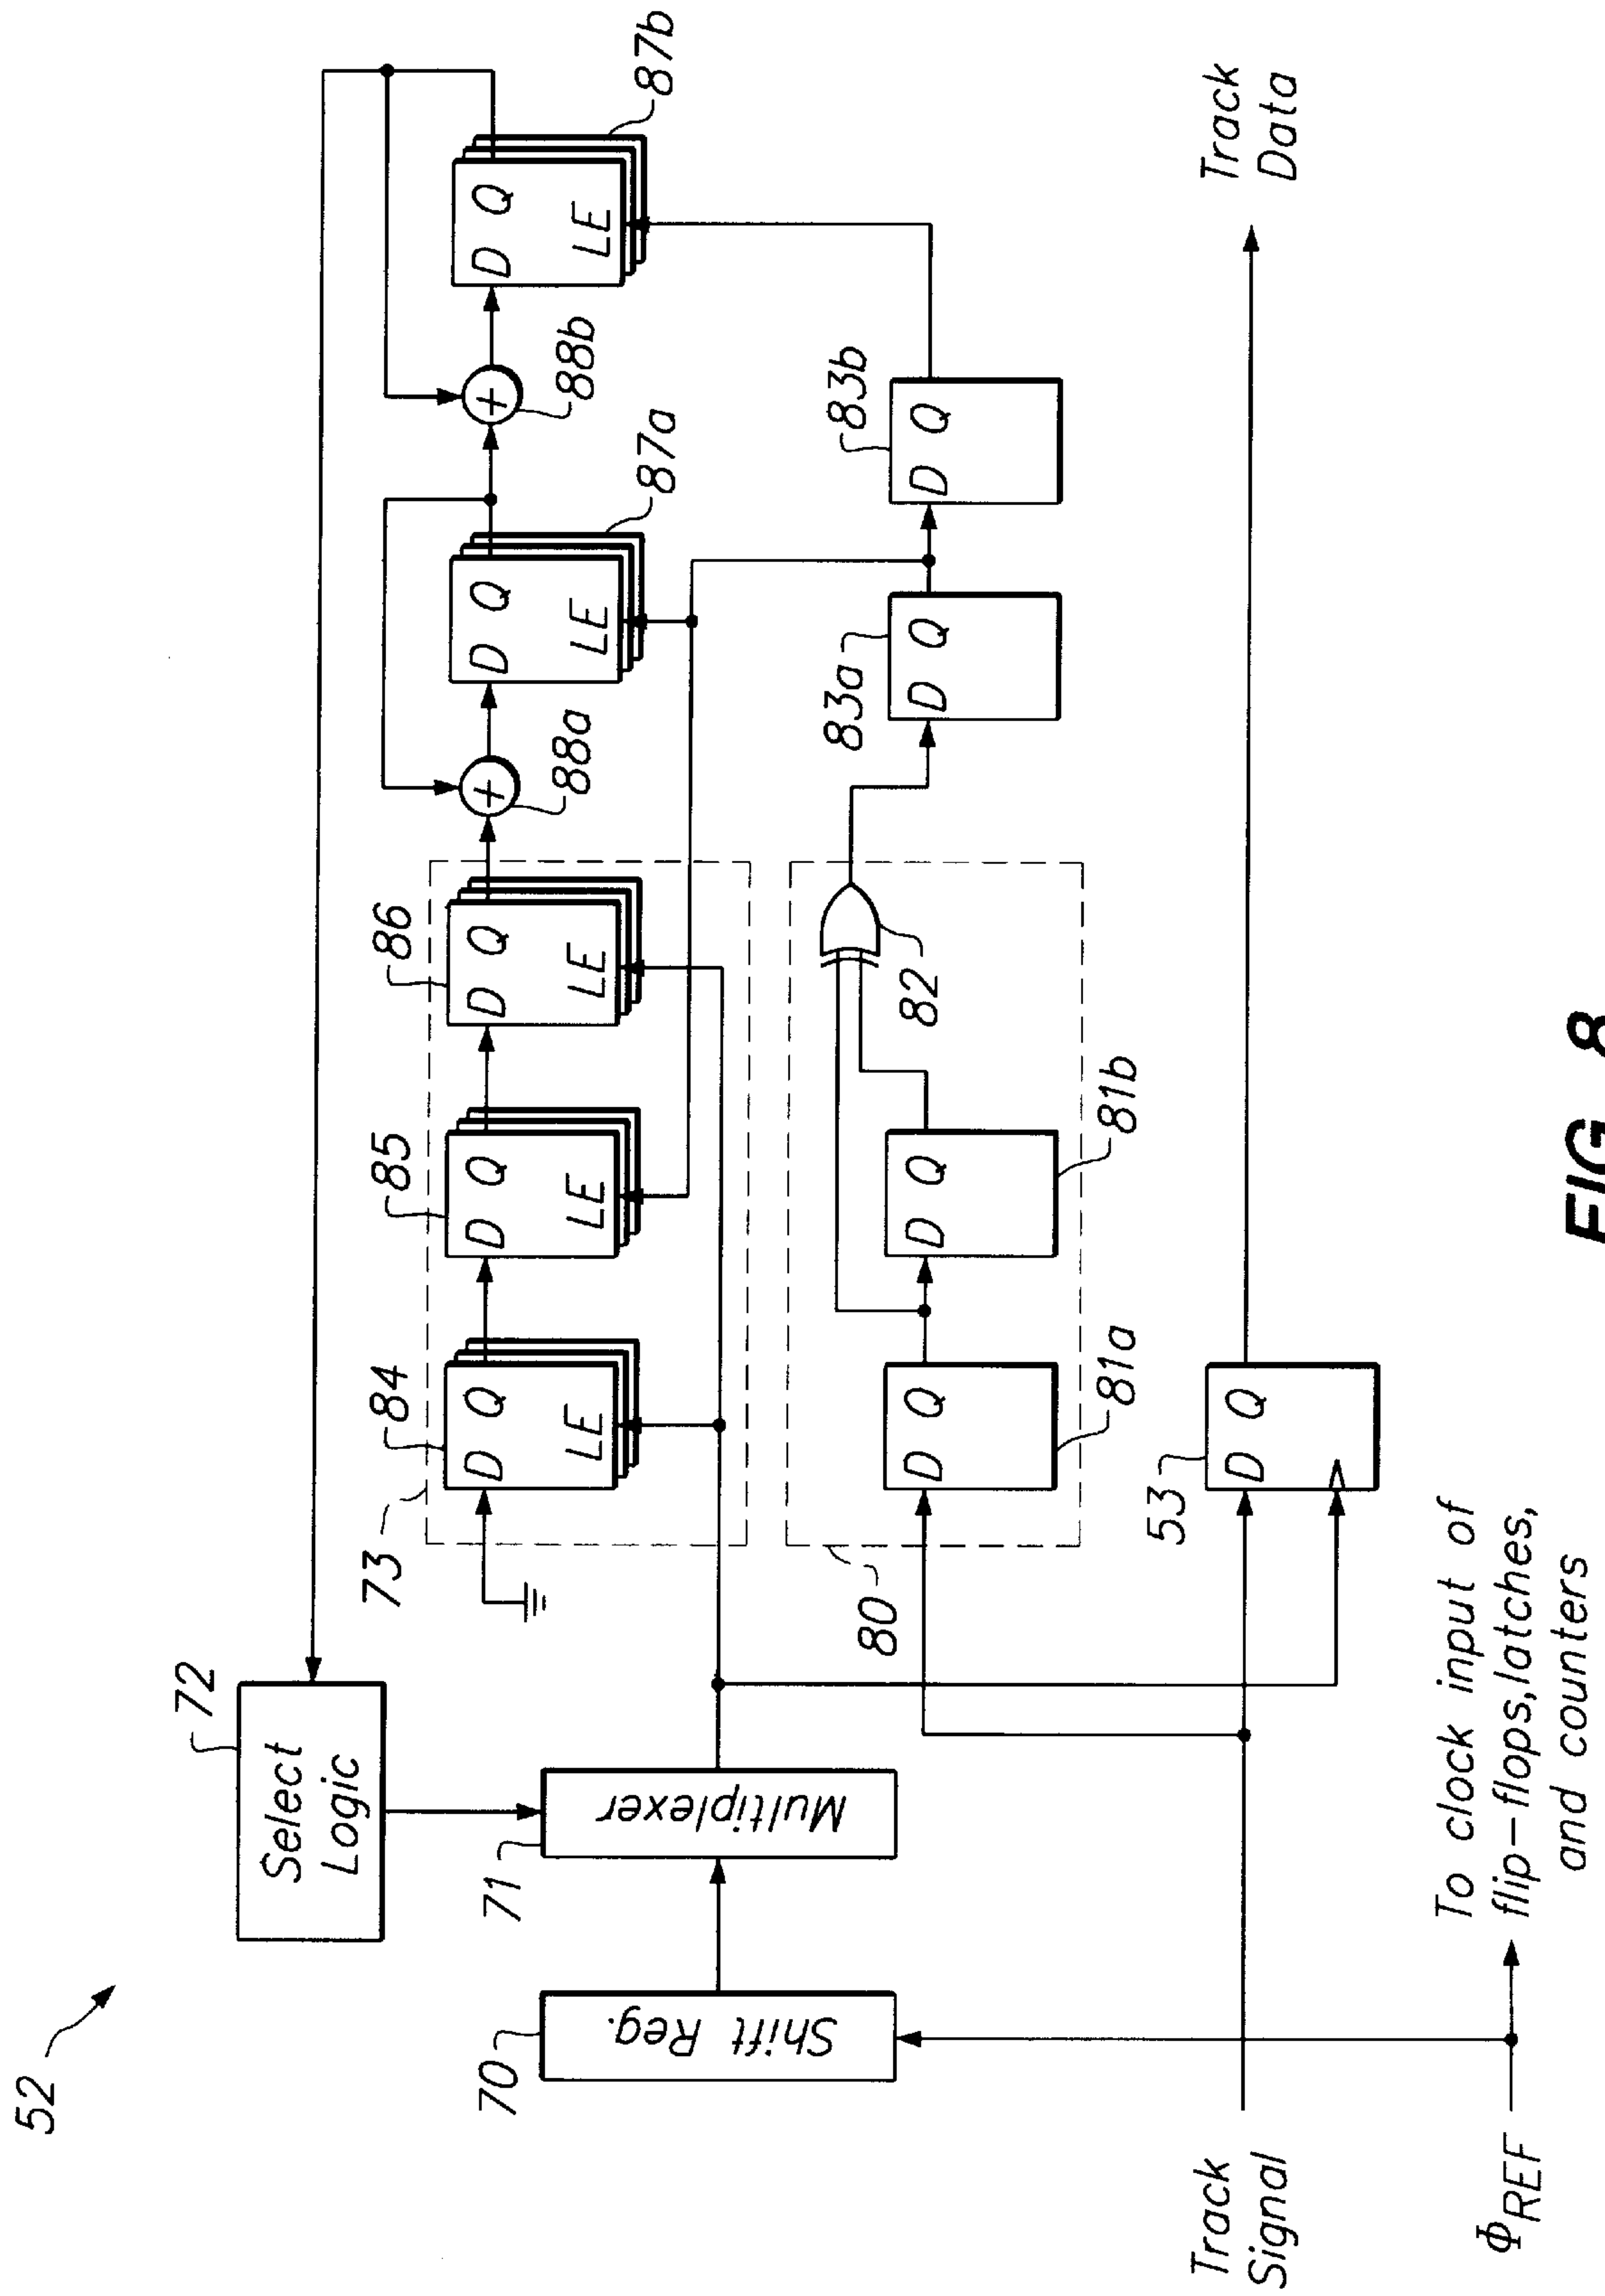 52
72
Select
Logic
70
Shift Reg.
71
Multiplexer
73
84
D Q
LE
85
D Q
LE
86
D Q
LE
88a
+
87a
D Q
LE
88b
+
87b
D Q
LE
80
81a
D Q
81b
D Q
82
83a
D Q
83b
D Q
53
D Q
Track
Signal
Track
Data
ΦREF
To clock input of
flip-flops,latches,
and counters
FIG. 8